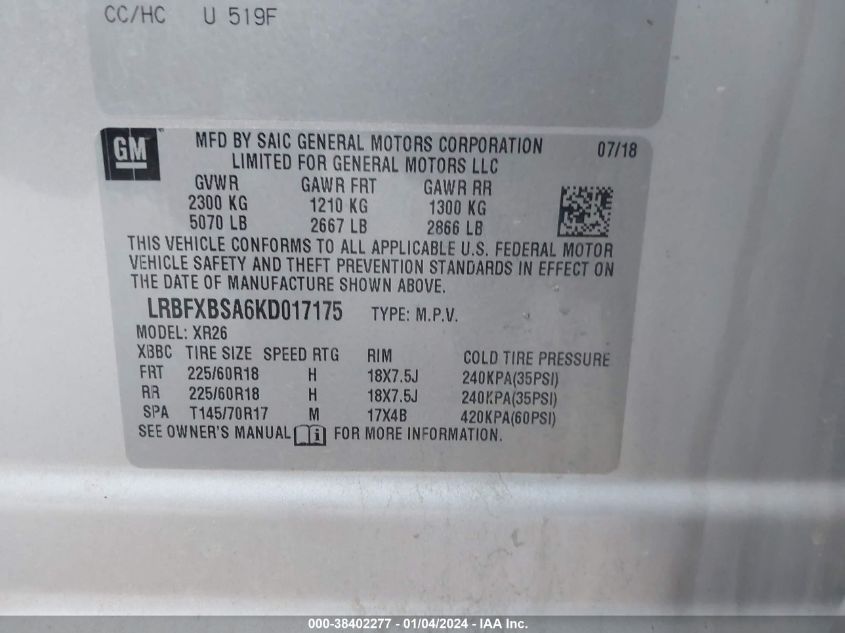 CC/HC U 519F
GM
MFD BY SAIC GENERAL MOTORS CORPORATION 07/18
LIMITED FOR GENERAL MOTORS LLC
GVWR GAWR FRT GAWR RR
2300 KG 1210 KG 1300 KG
5070 LB 2667 LB 2866 LB
THIS VEHICLE CONFORMS TO ALL APPLICABLE U.S. FEDERAL MOTOR
VEHICLE SAFETY AND THEFT PREVENTION STANDARDS IN EFFECT ON
THE DATE OF MANUFACTURE SHOWN ABOVE.
LRBFXBSA6KD017175 TYPE: M.P.V.
MODEL: XR26
XBBC TIRE SIZE SPEED RTG RIM COLD TIRE PRESSURE
FRT 225/60R18 H 18X7.5J 240KPA(35PSI)
RR 225/60R18 H 18X7.5J 240KPA(35PSI)
SPA T145/70R17 M 17X4B 420KPA(60PSI)
SEE OWNER'S MANUAL i FOR MORE INFORMATION.
000-38402277 - 01/04/2024 - IAA Inc.